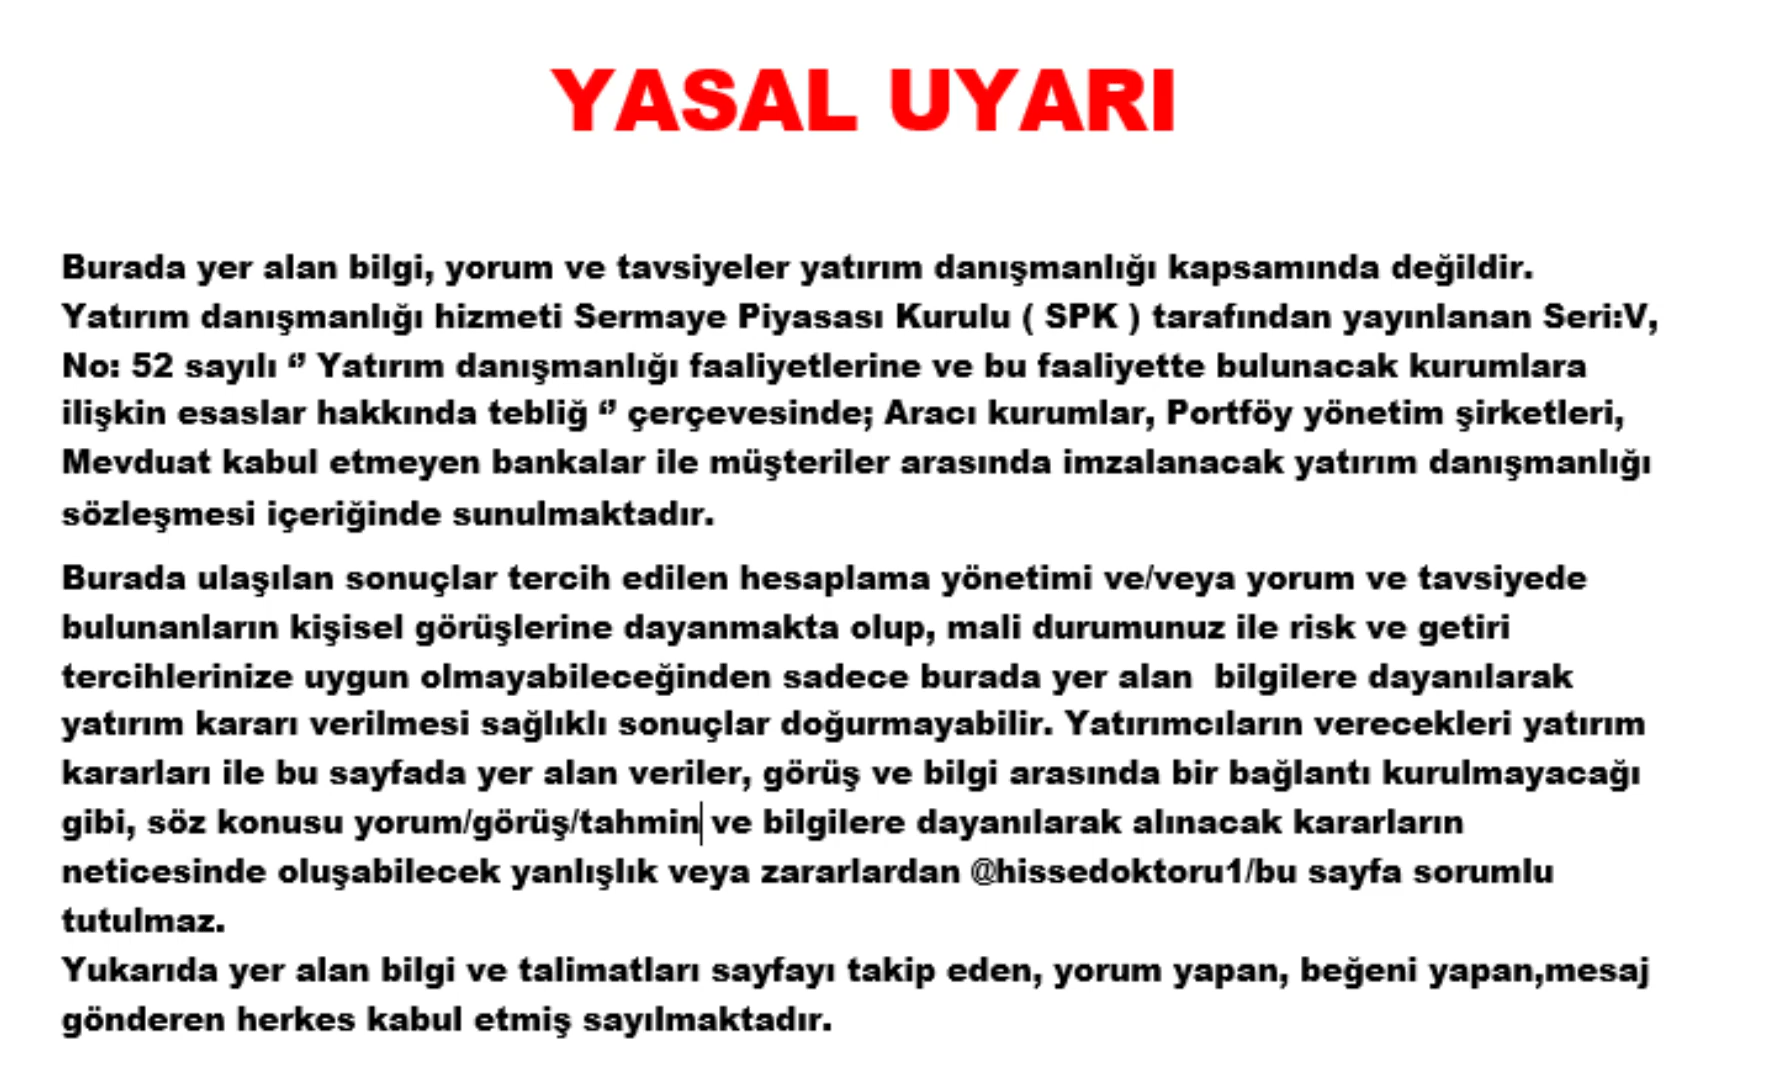 YASAL UYARI
Burada yer alan bilgi, yorum ve tavsiyeler yatırım danışmanlığı kapsamında değildir.
Yatırım danışmanlığı hizmeti Sermaye Piyasası Kurulu ( SPK ) tarafından yayınlanan Seri:V,
No: 52 sayılı “ Yatırım danışmanlığı faaliyetlerine ve bu faaliyette bulunacak kurumlara
ilişkin esaslar hakkında tebliğ “ çerçevesinde; Aracı kurumlar, Portföy yönetim şirketleri,
Mevduat kabul etmeyen bankalar ile müşteriler arasında imzalanacak yatırım danışmanlığı
sözleşmesi içeriğinde sunulmaktadır.
Burada ulaşılan sonuçlar tercih edilen hesaplama yönetimi ve/veya yorum ve tavsiyede
bulunanların kişisel görüşlerine dayanmakta olup, mali durumunuz ile risk ve getiri
tercihlerinize uygun olmayabileceğinden sadece burada yer alan  bilgilere dayanılarak
yatırım kararı verilmesi sağlıklı sonuçlar doğurmayabilir. Yatırımcıların verecekleri yatırım
kararları ile bu sayfada yer alan veriler, görüş ve bilgi arasında bir bağlantı kurulmayacağı
gibi, söz konusu yorum/görüş/tahmin ve bilgilere dayanılarak alınacak kararların
neticesinde oluşabilecek yanlışlık veya zararlardan @hissedoktoru1/bu sayfa sorumlu
tutulmaz.
Yukarıda yer alan bilgi ve talimatları sayfayı takip eden, yorum yapan, beğeni yapan,mesaj
gönderen herkes kabul etmiş sayılmaktadır.